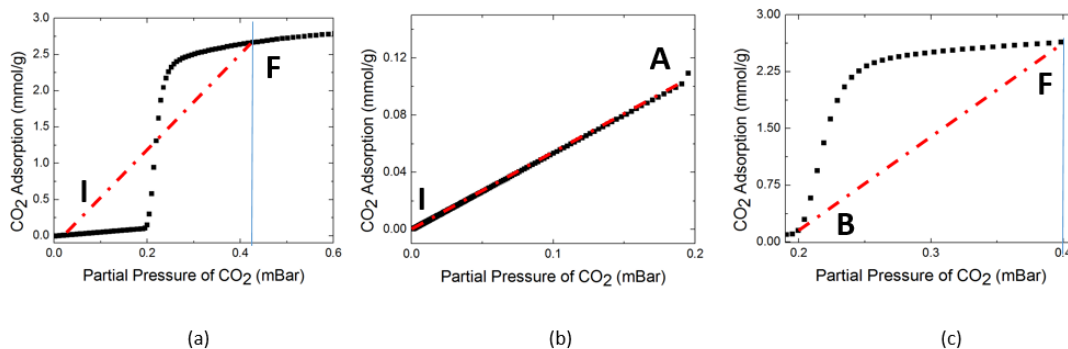 3.0
2.5
2.0
1.5
1.0
0.5
0.0
CO2 Adsorption (mmol/g)
I
F
0.0 0.2 0.4 0.6
Partial Pressure of CO2 (mBar)
(a)
0.12
0.08
0.04
0.00
CO2 Adsorption (mmol/g)
I
A
0.0 0.1 0.2
Partial Pressure of CO2 (mBar)
(b)
3.00
2.25
1.50
0.75
0.00
CO2 Adsorption (mmol/g)
B
F
0.2 0.3 0.4
Partial Pressure of CO2 (mBar)
(c)